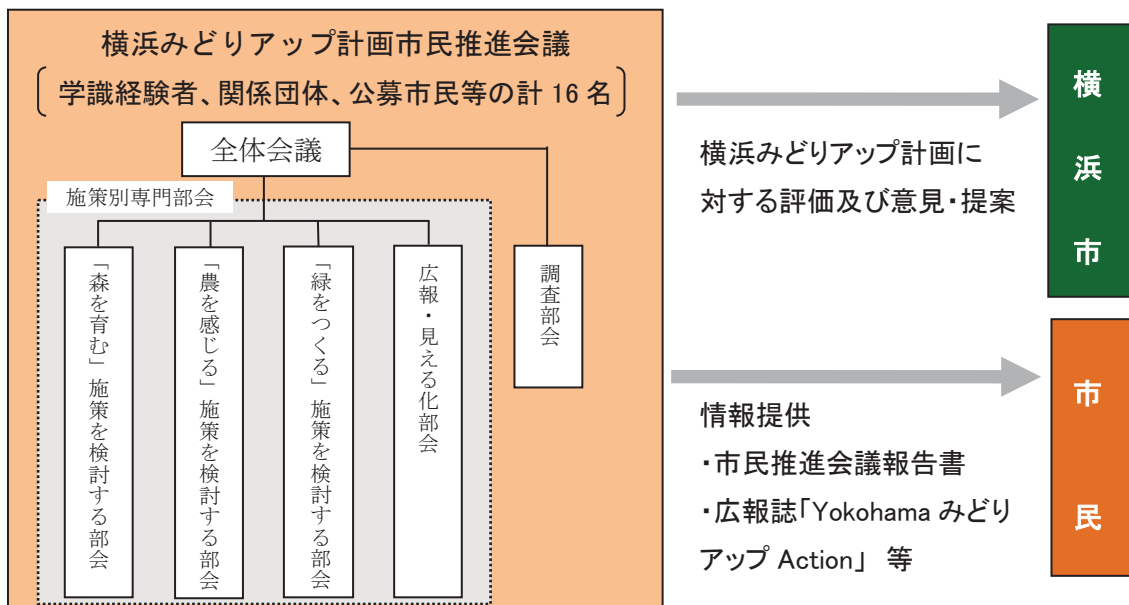 横浜みどりアップ計画市民推進会議
学識経験者、関係団体、公募市民等の計 16 名
全体会議
施策別専門部会
「森を育む」施策を検討する部会
「農を感じる」施策を検討する部会
「緑をつくる」施策を検討する部会
広報・見える化部会
調査部会
横浜みどりアップ計画に
対する評価及び意見・提案
横浜市
情報提供
・市民推進会議報告書
・広報誌「Yokohama みどり
アップ Action」 等
市民